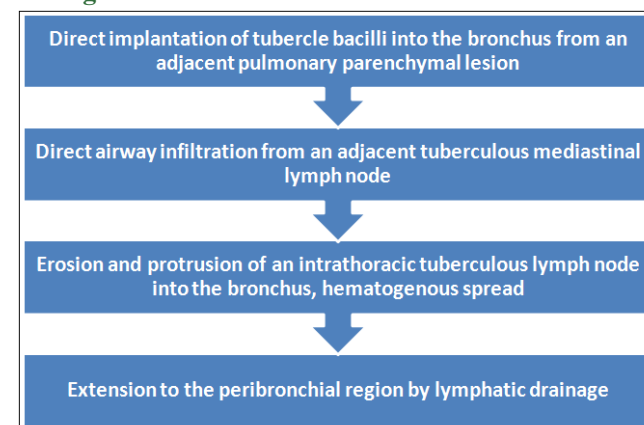 Direct implantation of tubercle bacilli into the bronchus from an
adjacent pulmonary parenchymal lesion
Direct airway infiltration from an adjacent tuberculous mediastinal
lymph node
Erosion and protrusion of an intrathoracic tuberculous lymph node
into the bronchus, hematogenous spread
Extension to the peribronchial region by lymphatic drainage